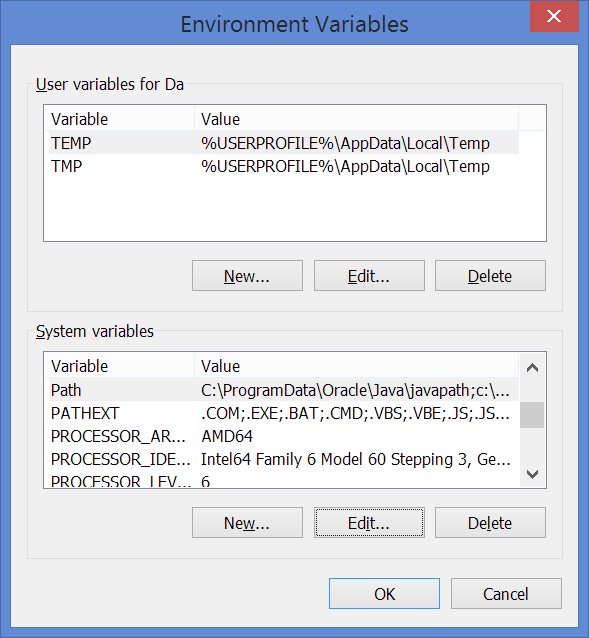 Environment Variables
User variables for Da
Variable Value
TEMP %USERPROFILE%\AppData\Local\Temp
TMP %USERPROFILE%\AppData\Local\Temp
New... Edit... Delete
System variables
Variable Value
Path C:\ProgramData\Oracle\Java\javapath;c:\...
PATHEXT .COM;.EXE;.BAT;.CMD;.VBS;.VBE;.JS;.JS...
PROCESSOR_AR... AMD64
PROCESSOR_IDE... Intel64 Family 6 Model 60 Stepping 3, Ge...
PROCESSOR_LEV... 6
New... Edit... Delete
OK Cancel